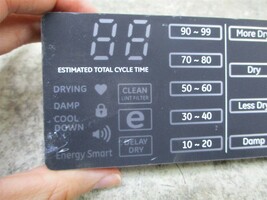 88
ESTIMATED TOTAL CYCLE TIME
DRYING
DAMP
COOL DOWN
Energy Smart
CLEAN
LINT FILTER
e
DELAY
DRY
90 ~ 99
70 ~ 80
50 ~ 60
30 ~ 40
10 ~ 20
More Dry
Dry
Less Dry
Damp